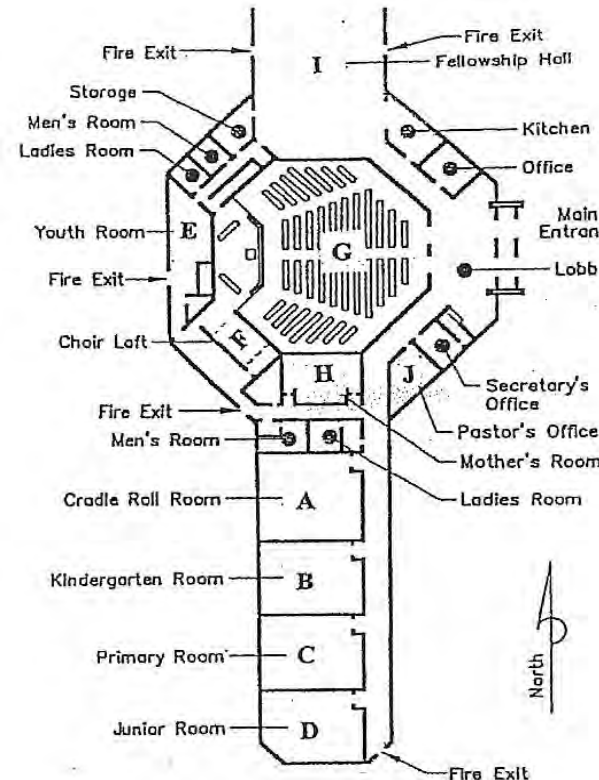 Fire Exit
Fire Exit
I
Fellowship Hall
Storage
Men's Room
Ladies Room
Kitchen
Office
E
Youth Room
Main
Entran
G
Fire Exit
Lobb
Choir Loft
F
H
J
Secretary's
Office
Fire Exit
Men's Room
Pastor's Office
Mother's Room
Ladies Room
Cradle Roll Room
A
Kindergarten Room
B
Primary Room
C
North
Junior Room
D
Fire Exit